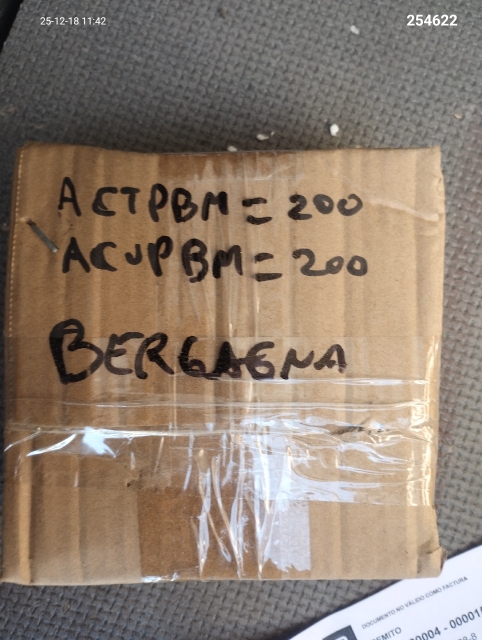 25-12-18 11:42
254622
ACTPBM = 200
ACUPBM = 200
BERGAGNA
DOCUMENTO NO VÁLIDO COMO FACTURA